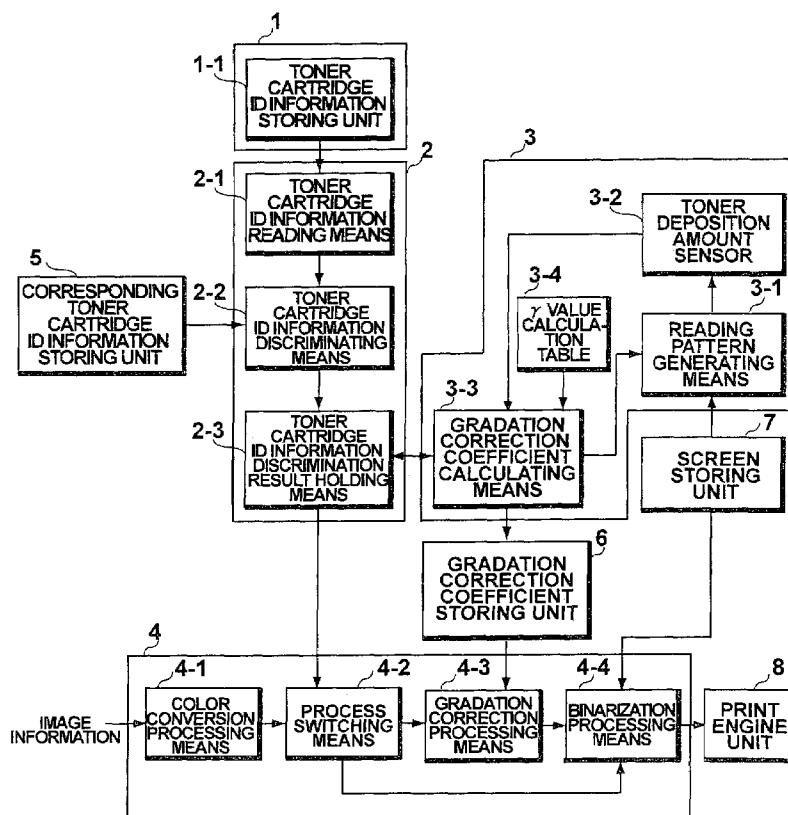 1
1-1
TONER
CARTRIDGE
ID INFORMATION
STORING UNIT
2
2-1
TONER
CARTRIDGE
ID INFORMATION
READING MEANS
3
3-2
TONER
DEPOSITION
AMOUNT
SENSOR
5
CORRESPONDING
TONER
CARTRIDGE
ID INFORMATION
STORING UNIT
2-2
TONER
CARTRIDGE
ID INFORMATION
DISCRIMINATING
MEANS
3-4
γ VALUE
CALCULA-
TION
TABLE
3-1
READING
PATTERN
GENERATING
MEANS
2-3
TONER
CARTRIDGE
ID INFORMATION
DISCRIMINATION
RESULT HOLDING
MEANS
3-3
GRADATION
CORRECTION
COEFFICIENT
CALCULATING
MEANS
7
SCREEN
STORING
UNIT
6
GRADATION
CORRECTION
COEFFICIENT
STORING UNIT
4
IMAGE
INFORMATION
4-1
COLOR
CONVERSION
PROCESSING
MEANS
4-2
PROCESS
SWITCHING
MEANS
4-3
GRADATION
CORRECTION
PROCESSING
MEANS
4-4
BINARIZATION
PROCESSING
MEANS
8
PRINT
ENGINE
UNIT